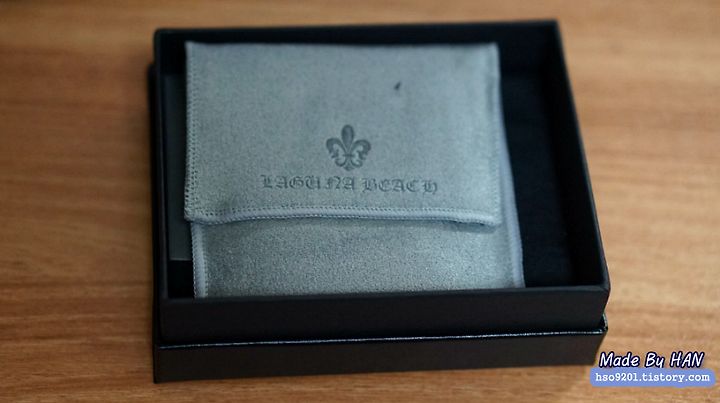 LAGUNA BEACH
Made By HAN
hso9201.tistory.com